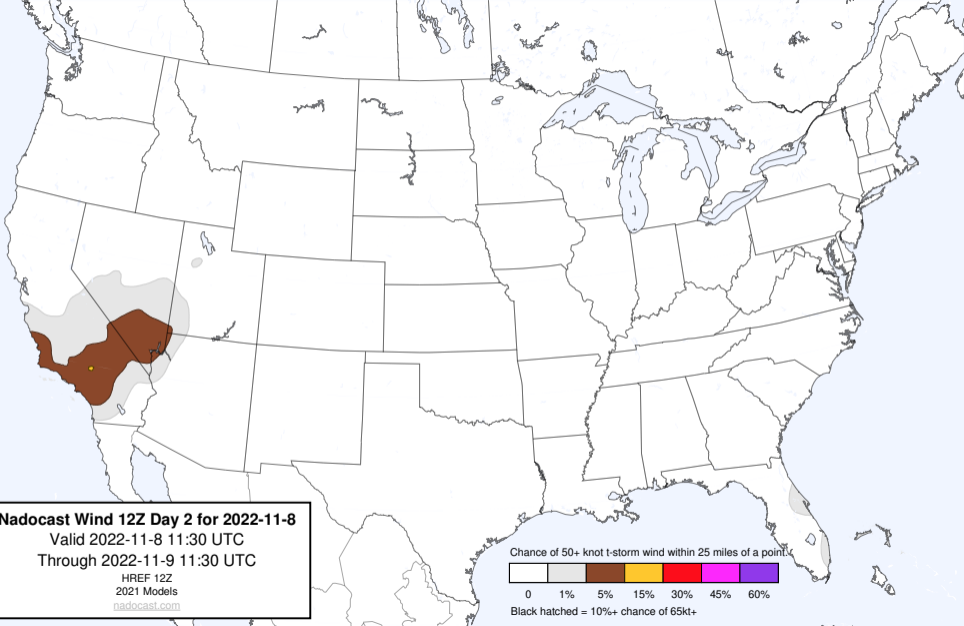 Nadocast Wind 12Z Day 2 for 2022-11-8
Valid 2022-11-8 11:30 UTC
Through 2022-11-9 11:30 UTC
HREF 12Z
2021 Models
nadocast.com
Chance of 50+ knot t-storm wind within 25 miles of a point.
0 1% 5% 15% 30% 45% 60%
Black hatched = 10%+ chance of 65kt+